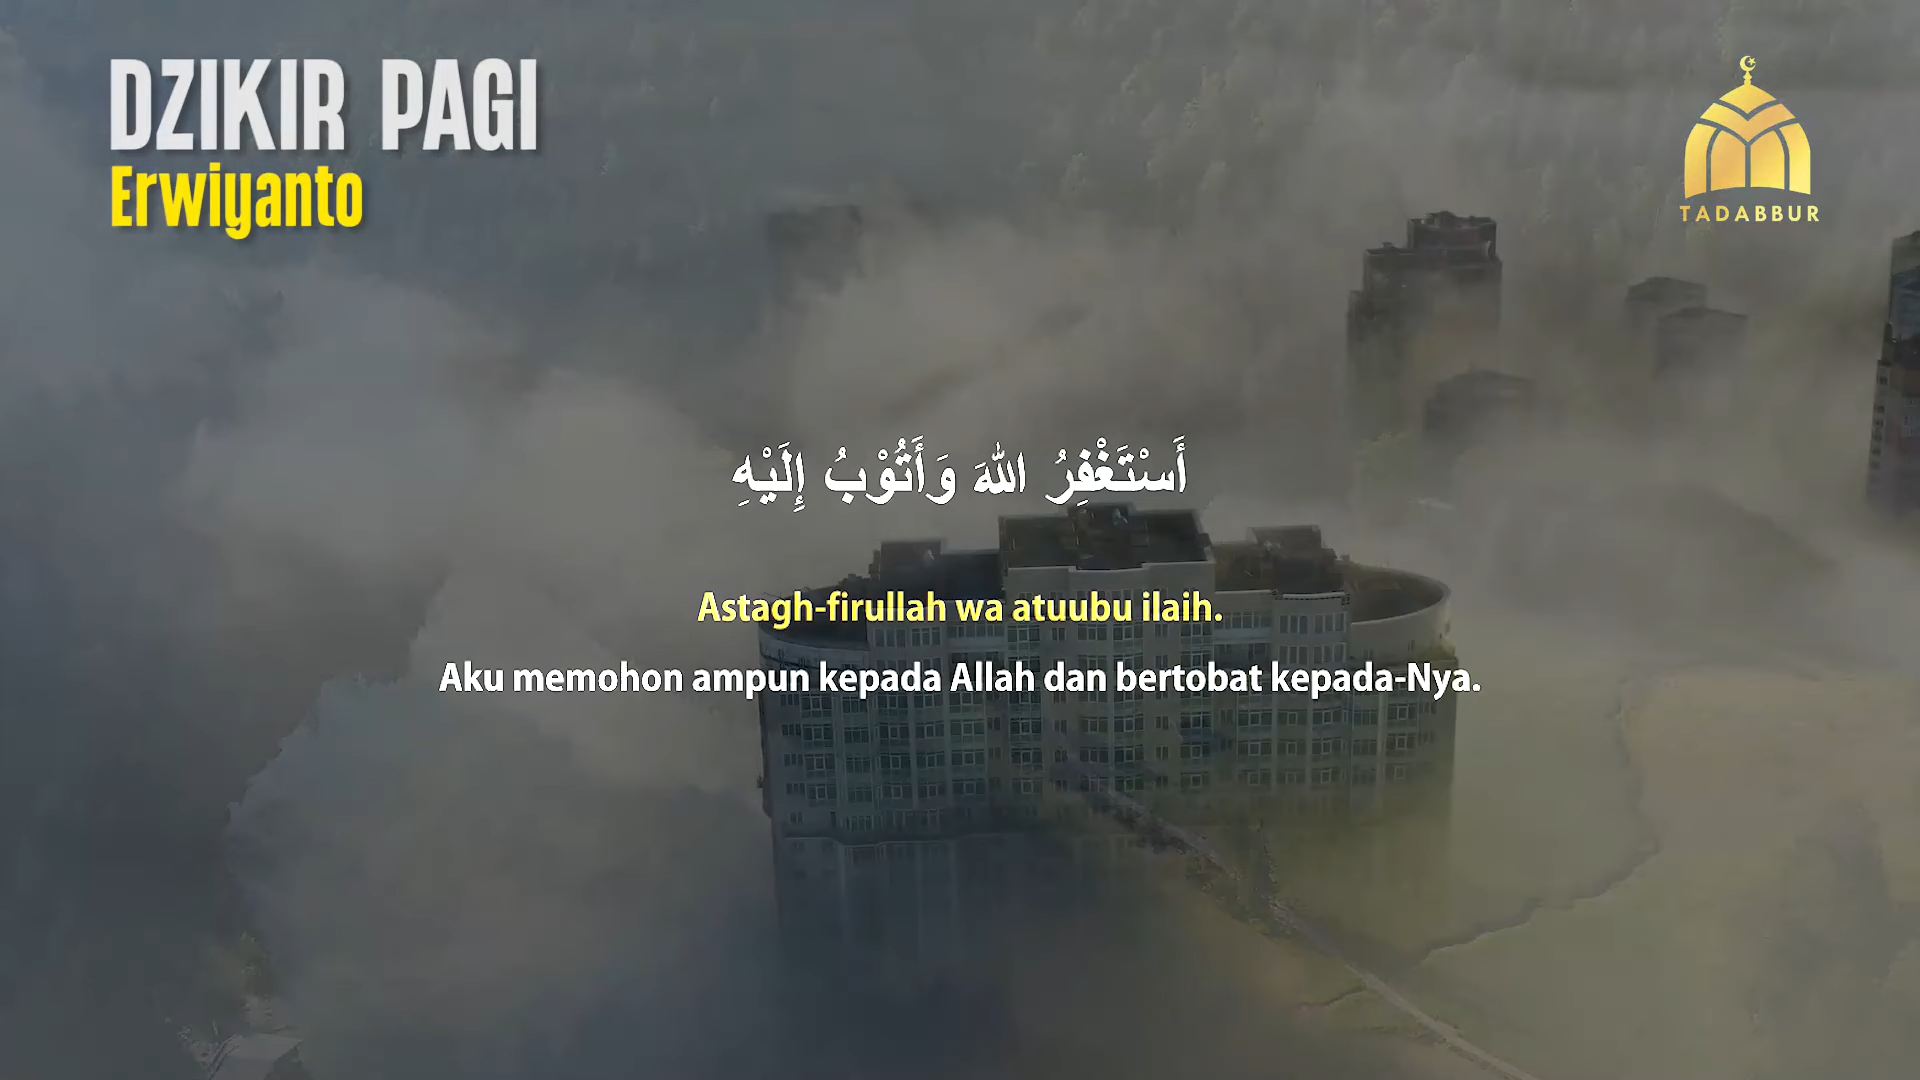 DZIKIR PAGI
Erwiyanto
TADABBUR
أَسْتَغْفِرُ اللهَ وَأَتُوْبُ إِلَيْهِ
Astagh-firullah wa atuubu ilaih.
Aku memohon ampun kepada Allah dan bertobat kepada-Nya.